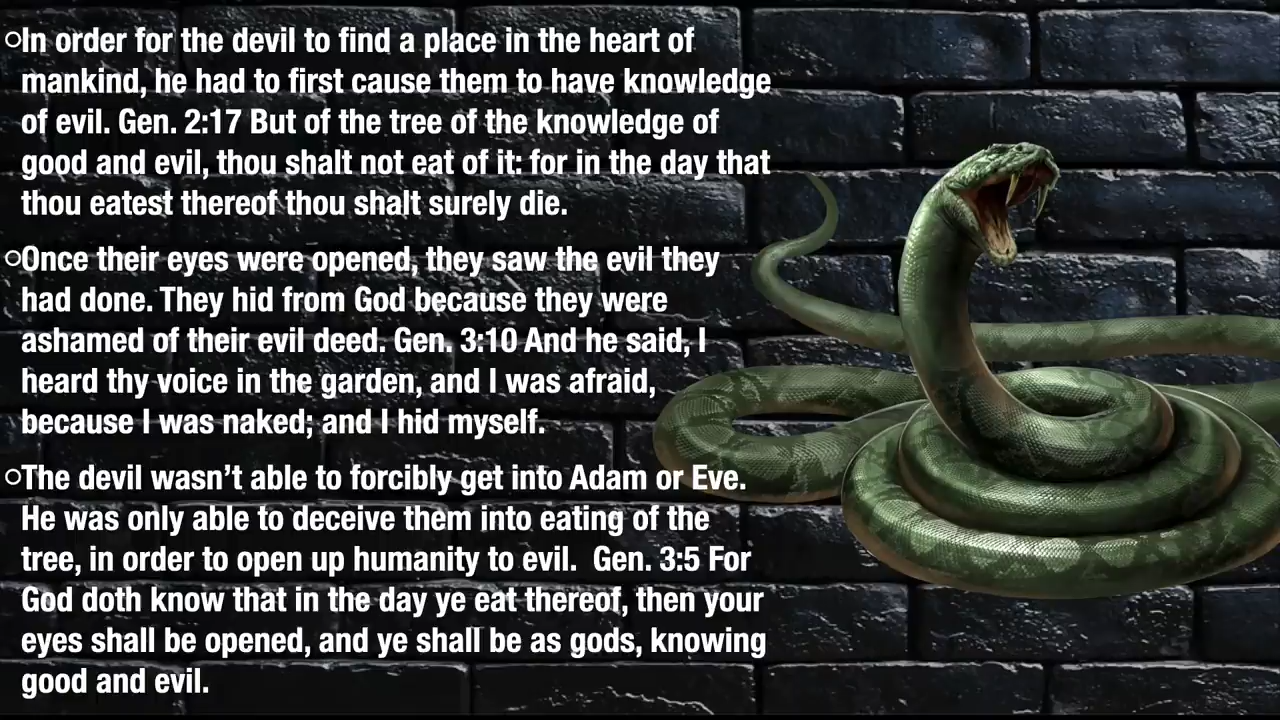 ○In order for the devil to find a place in the heart of
mankind, he had to first cause them to have knowledge
of evil. Gen. 2:17 But of the tree of the knowledge of
good and evil, thou shalt not eat of it: for in the day that
thou eatest thereof thou shalt surely die.
○Once their eyes were opened, they saw the evil they
had done. They hid from God because they were
ashamed of their evil deed. Gen. 3:10 And he said, I
heard thy voice in the garden, and I was afraid,
because I was naked; and I hid myself.
○The devil wasn’t able to forcibly get into Adam or Eve.
He was only able to deceive them into eating of the
tree, in order to open up humanity to evil.  Gen. 3:5 For
God doth know that in the day ye eat thereof, then your
eyes shall be opened, and ye shall be as gods, knowing
good and evil.